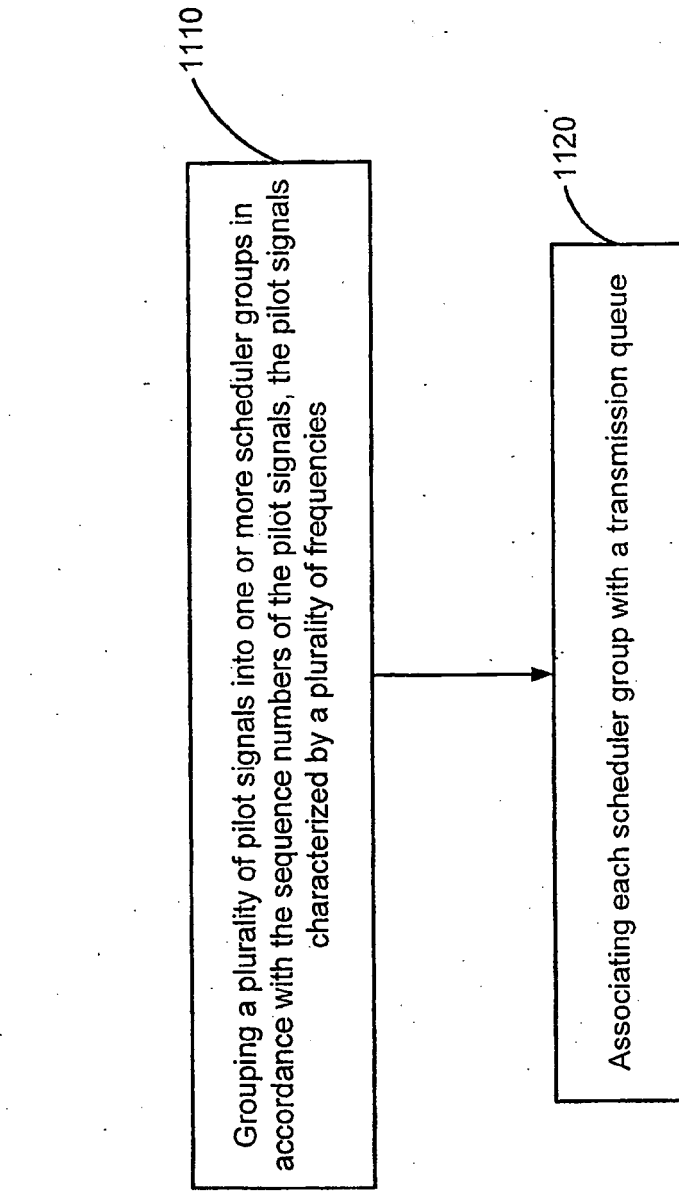 1110
Grouping a plurality of pilot signals into one or more scheduler groups in
accordance with the sequence numbers of the pilot signals, the pilot signals
characterized by a plurality of frequencies
1120
Associating each scheduler group with a transmission queue